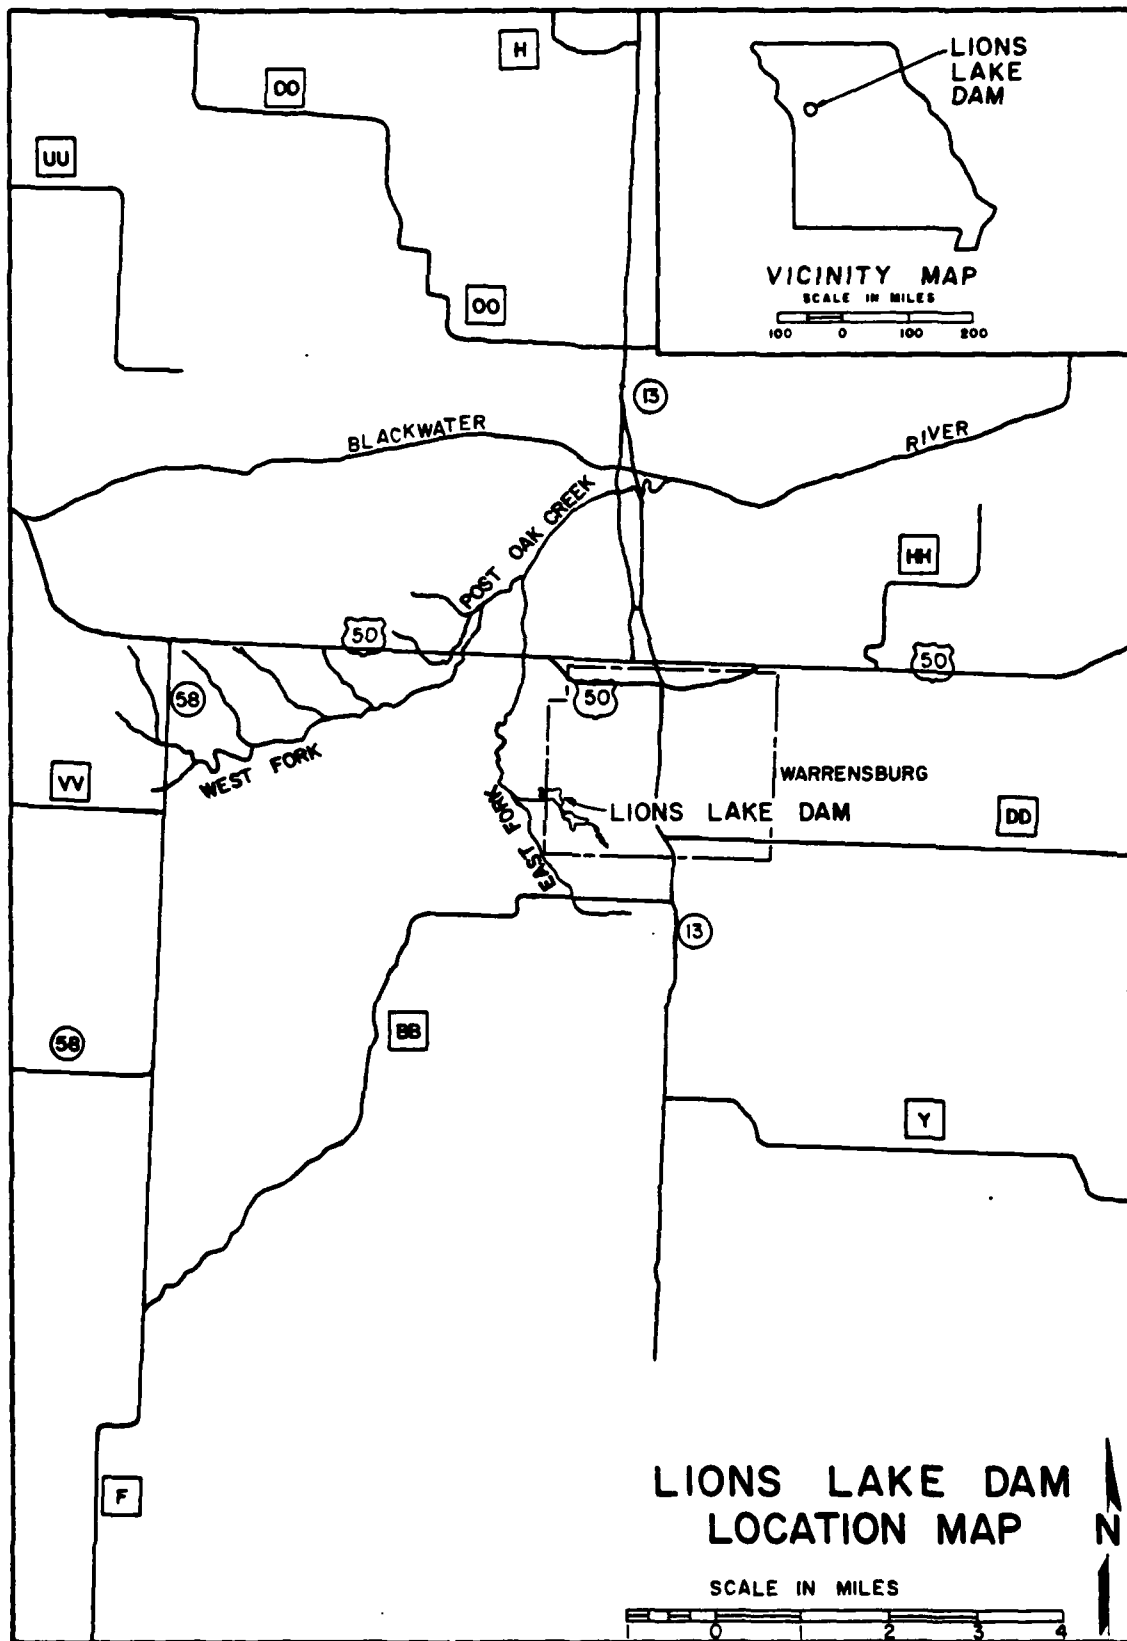 H
LIONS
LAKE
DAM
OO
UU
VICINITY MAP
SCALE IN MILES
100 0 100 200
OO
13
BLACKWATER
RIVER
POST OAK CREEK
HH
50
50
58
50
WEST FORK
VV
WARRENSBURG
LIONS LAKE DAM
DD
EAST FORK
13
BB
58
Y
F
LIONS LAKE DAM
LOCATION MAP
N
SCALE IN MILES
1 0 1 2 3 4